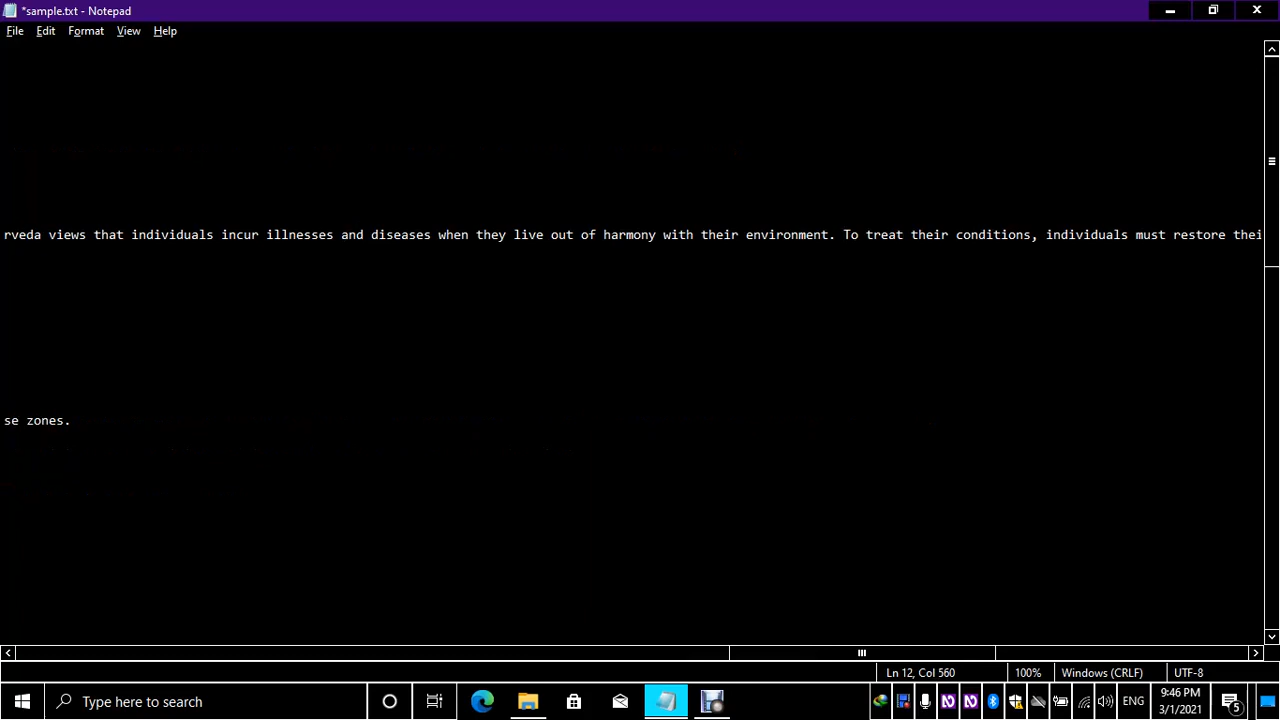 *sample.txt - Notepad
File Edit Format View Help
rveda views that individuals incur illnesses and diseases when they live out of harmony with their environment. To treat their conditions, individuals must restore thei
se zones.
Ln 12, Col 560 100% Windows (CRLF) UTF-8
Type here to search ENG 9:46 PM 5
3/1/2021